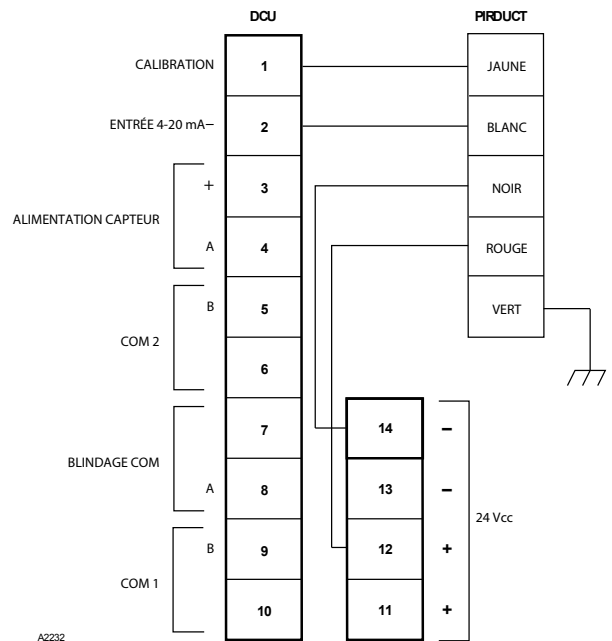 DCU PIRDUCT
CALIBRATION 1 JAUNE
ENTRÉE 4-20 mA− 2 BLANC
+ 3 NOIR
ALIMENTATION CAPTEUR
A 4 ROUGE
B 5 VERT
COM 2
6
7 14 −
BLINDAGE COM
A 8 13 −
24 Vcc
B 9 12 +
COM 1
10 11 +
A2232